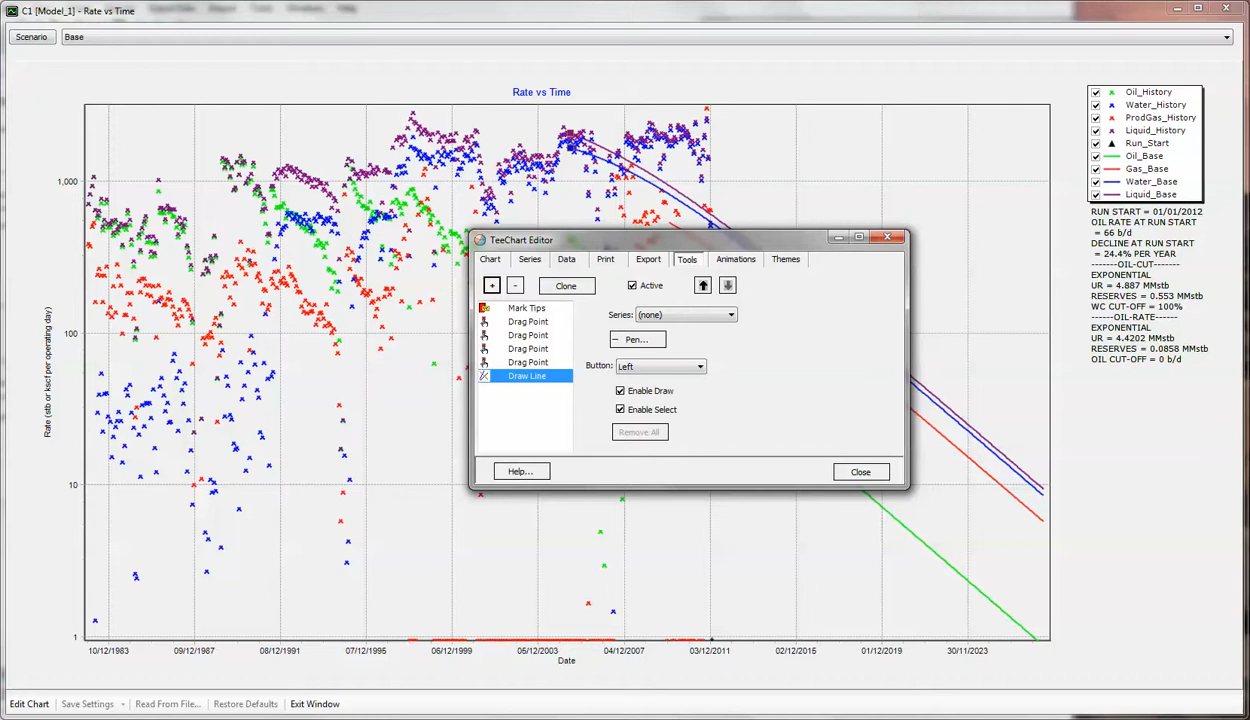 C1 [Model_1] - Rate vs Time
Scenario
Base
Rate vs Time
Oil_History
Water_History
ProdGas_History
Liquid_History
Run_Start
Oil_Base
Gas_Base
Water_Base
Liquid_Base
RUN START = 01/01/2012
OIL RATE AT RUN START
= 66 b/d
DECLINE AT RUN START
= 24.4% PER YEAR
-------OIL-CUT-------
EXPONENTIAL
UR = 4.887 MMstb
RESERVES = 0.553 MMstb
WC CUT-OFF = 100%
-------OIL-RATE-------
EXPONENTIAL
UR = 4.4202 MMstb
RESERVES = 0.0858 MMstb
OIL CUT-OFF = 0 b/d
1,000
100
10
1
Rate (stb or kscf per operating day)
10/12/1983
09/12/1987
08/12/1991
07/12/1995
06/12/1999
05/12/2003
04/12/2007
03/12/2011
02/12/2015
01/12/2019
30/11/2023
Date
TeeChart Editor
Chart Series Data Print Export Tools Animations Themes
+ - Clone Active
Mark Tips
Drag Point
Drag Point
Drag Point
Drag Point
Draw Line
Series: (none)
Pen...
Button: Left
Enable Draw
Enable Select
Remove All
Help... Close
Edit Chart Save Settings Read From File... Restore Defaults Exit Window